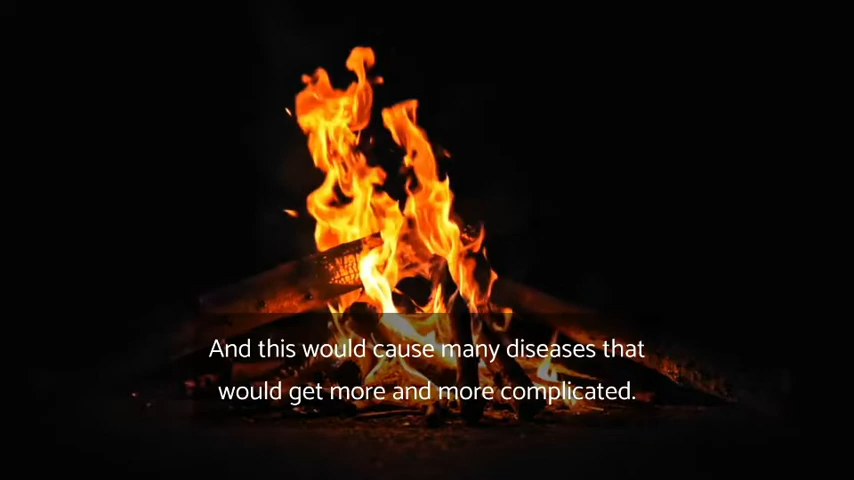 And this would cause many diseases that
would get more and more complicated.